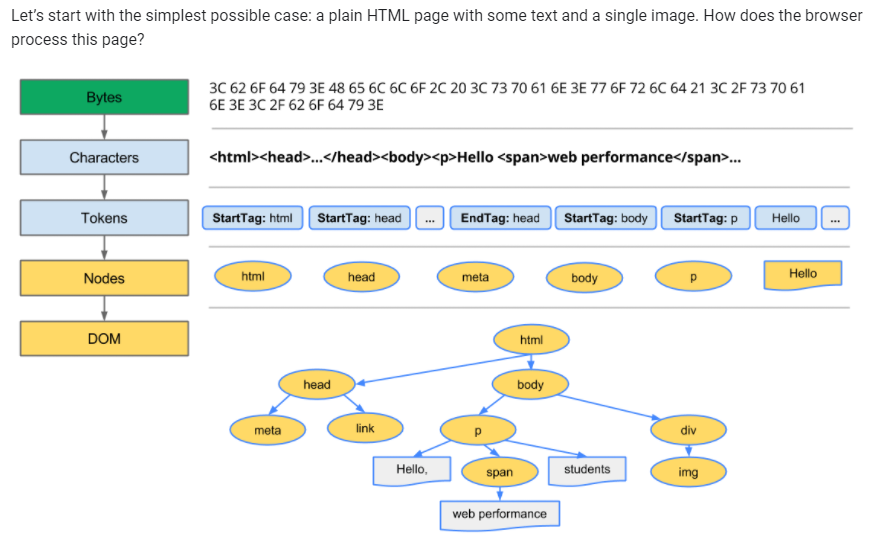 Let's start with the simplest possible case: a plain HTML page with some text and a single image. How does the browser
process this page?
Bytes
3C 62 6F 64 79 3E 48 65 6C 6C 6F 2C 20 3C 73 70 61 6E 3E 77 6F 72 6C 64 21 3C 2F 73 70 61
6E 3E 3C 2F 62 6F 64 79 3E
Characters
<html><head>...</head><body><p>Hello <span>web performance</span>...
Tokens
StartTag: html StartTag: head ... EndTag: head StartTag: body StartTag: p Hello ...
Nodes
html head meta body p Hello
DOM
html
head body
meta link p div
Hello, span students img
web performance